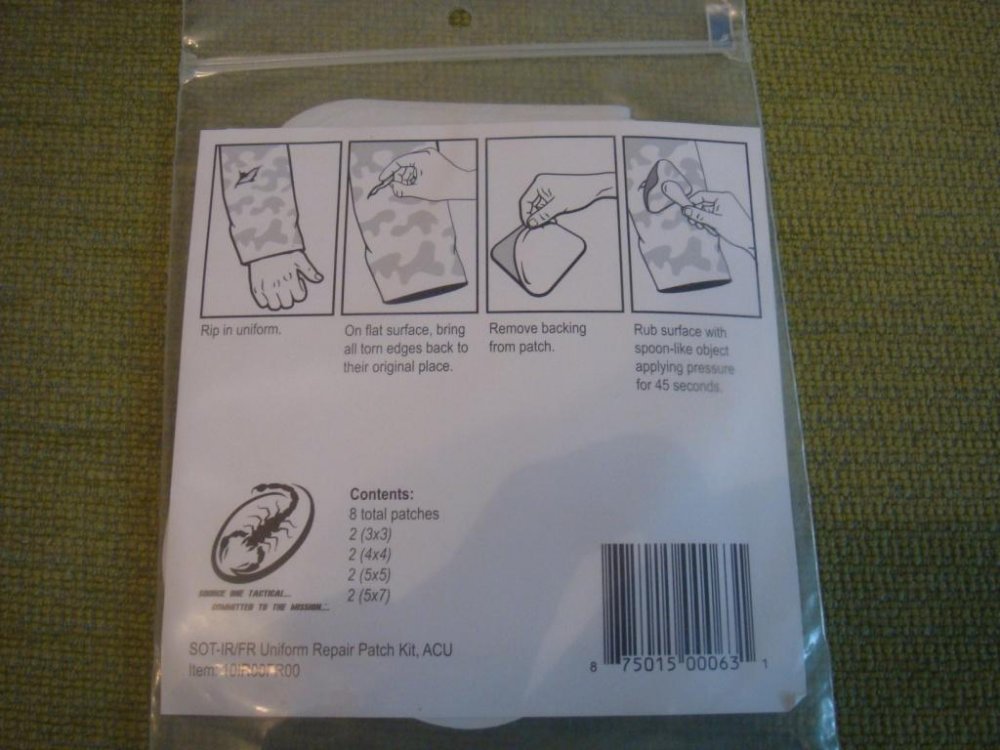 Rip in uniform.
On flat surface, bring
all torn edges back to
their original place.
Remove backing
from patch.
Rub surface with
spoon-like object
applying pressure
for 45 seconds.
Contents:
8 total patches
2 (3x3)
2 (4x4)
2 (5x5)
2 (5x7)
SOURCE ONE TACTICAL...
COMMITTED TO THE MISSION...
SOT-IR/FR Uniform Repair Patch Kit, ACU
Item:
8 75015 00063 1